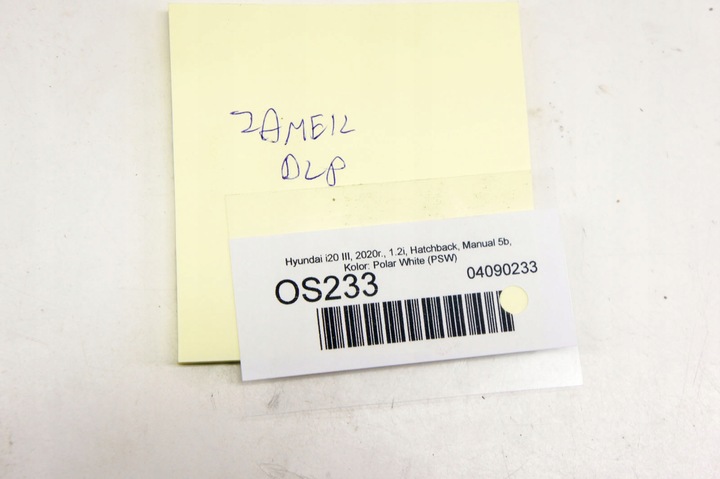 ZAMEK
DLP
Hyundai i20 III, 2020r., 1.2i, Hatchback, Manual 5b,
Kolor: Polar White (PSW)
OS233
04090233